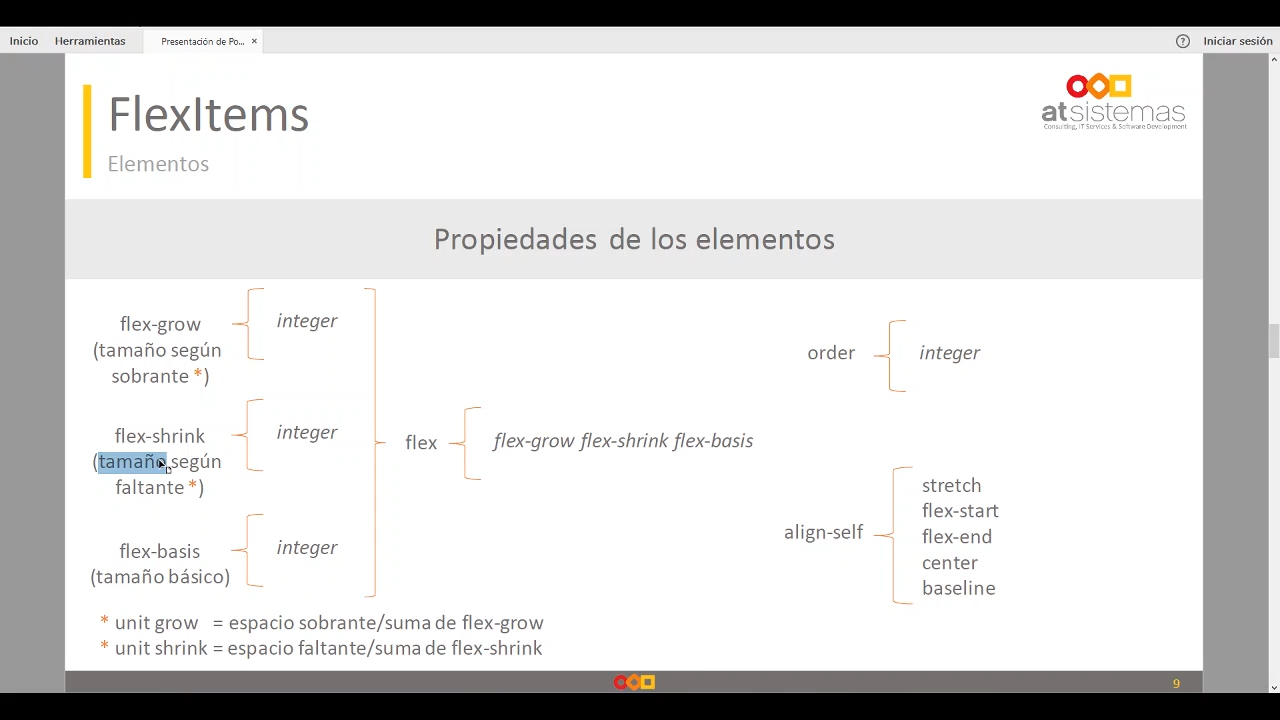 Inicio Herramientas Presentación de Po... × ? Iniciar sesión
FlexItems
Elementos
atsistemas
Consulting, IT Services & Software Development
Propiedades de los elementos
flex-grow
(tamaño según
sobrante *)
integer
flex-shrink
(tamaño según
faltante *)
integer
flex-basis
(tamaño básico)
integer
flex
flex-grow flex-shrink flex-basis
order
integer
align-self
stretch
flex-start
flex-end
center
baseline
* unit grow = espacio sobrante/suma de flex-grow
* unit shrink = espacio faltante/suma de flex-shrink
9